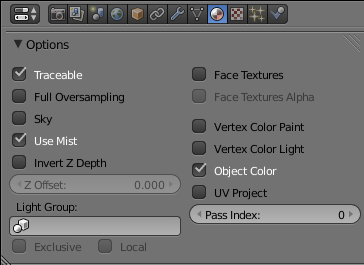 Options
Traceable
Full Oversampling
Sky
Use Mist
Invert Z Depth
Z Offset: 0.000
Light Group:
Exclusive Local
Face Textures
Face Textures Alpha
Vertex Color Paint
Vertex Color Light
Object Color
UV Project
Pass Index: 0